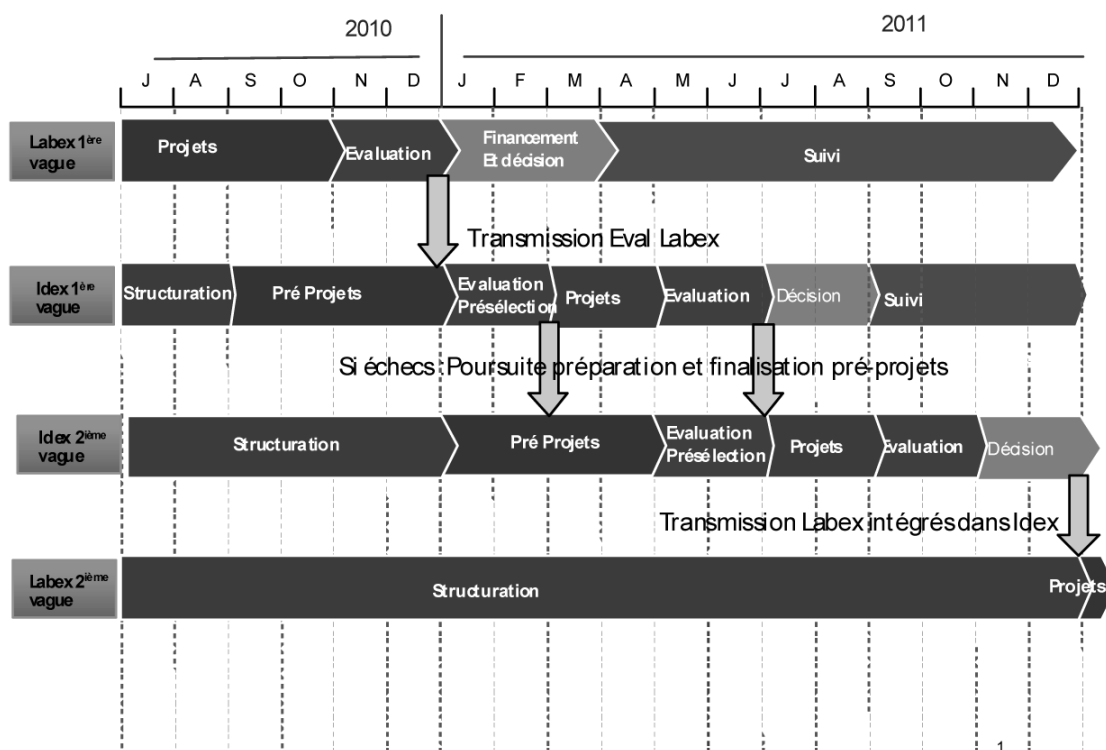 2010
2011
J A S O N D J F M A M J J A S O N D
Labex 1ère
vague
Projets
Evaluation
Financement
Et décision
Suivi
Transmission Eval Labex
Idex 1ère
vague
Structuration
Pré Projets
Evaluation
Présélection
Projets
Evaluation
Décision
Suivi
Si échecs : Poursuite préparation et finalisation pré-projets
Idex 2ième
vague
Structuration
Pré Projets
Evaluation
Présélection
Projets
Evaluation
Décision
Transmission Labex intégrés dans Idex
Labex 2ième
vague
Structuration
Projets
1